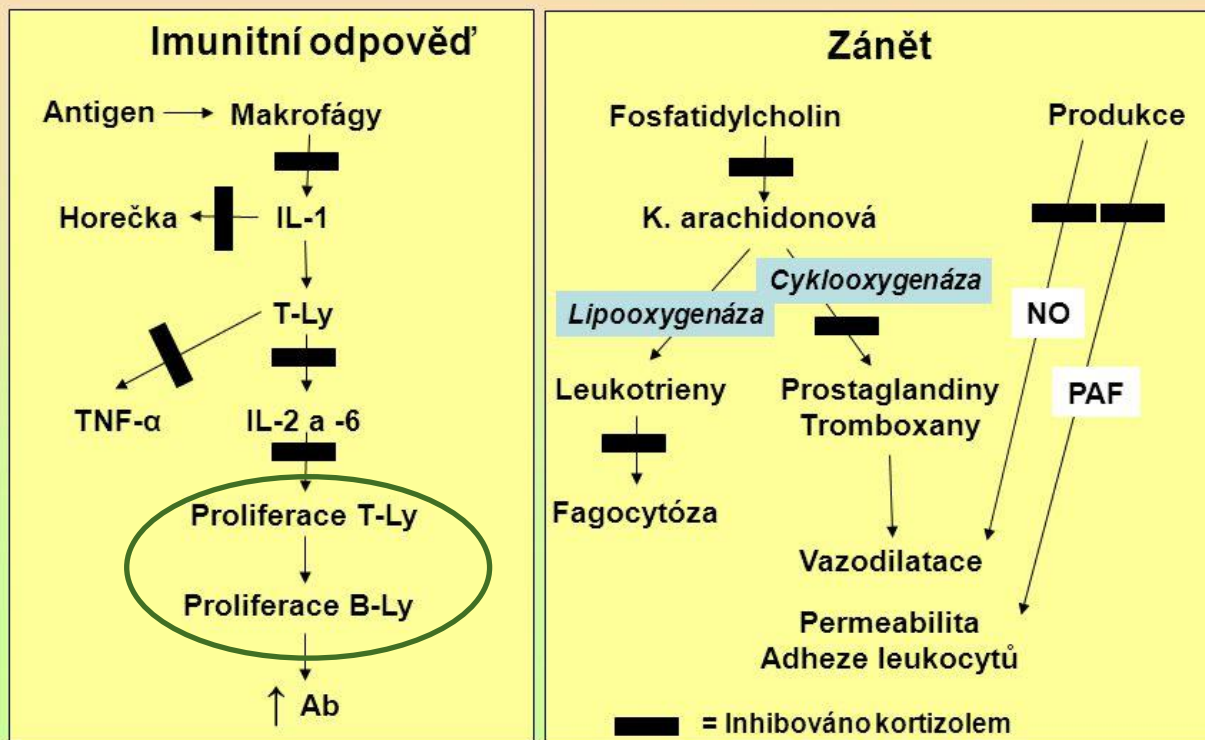 Imunitní odpověď
Antigen
Makrofágy
Horečka
IL-1
T-Ly
TNF-α
IL-2 a -6
Proliferace T-Ly
Proliferace B-Ly
↑ Ab
Zánět
Fosfatidylcholin
Produkce
K. arachidonová
Cyklooxygenáza
Lipooxygenáza
NO
Leukotrieny
Prostaglandiny
Tromboxany
PAF
Fagocytóza
Vazodilatace
Permeabilita
Adheze leukocytů
= Inhibováno kortizolem